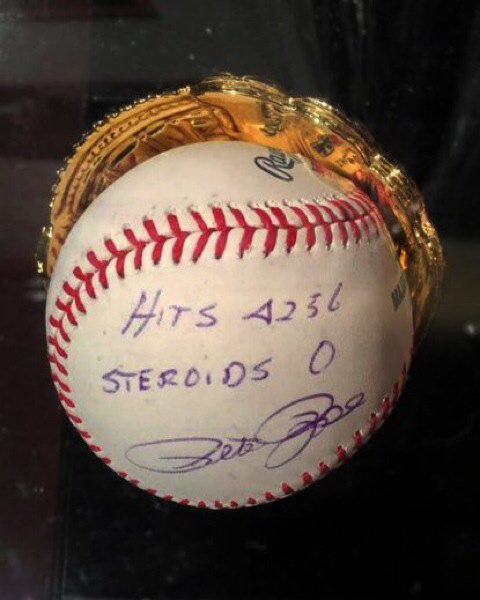 HITS 4256
STEROIDS 0
Pete Rose